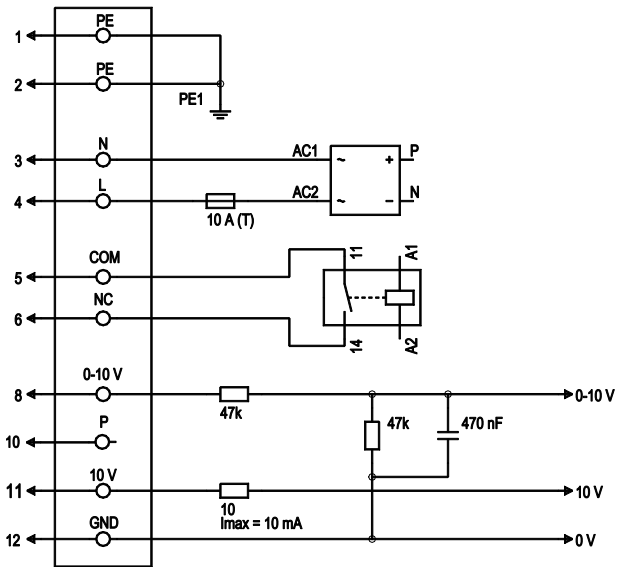 PE
1
PE
2
PE1
N
AC1
P
3
~ +
L
AC2
N
4
~ −
10 A (T)
COM
11
A1
5
NC
6
14
A2
0-10 V
8
0-10 V
47k
47k
470 nF
P
10
10 V
11
10 V
10
Imax = 10 mA
GND
12
0 V